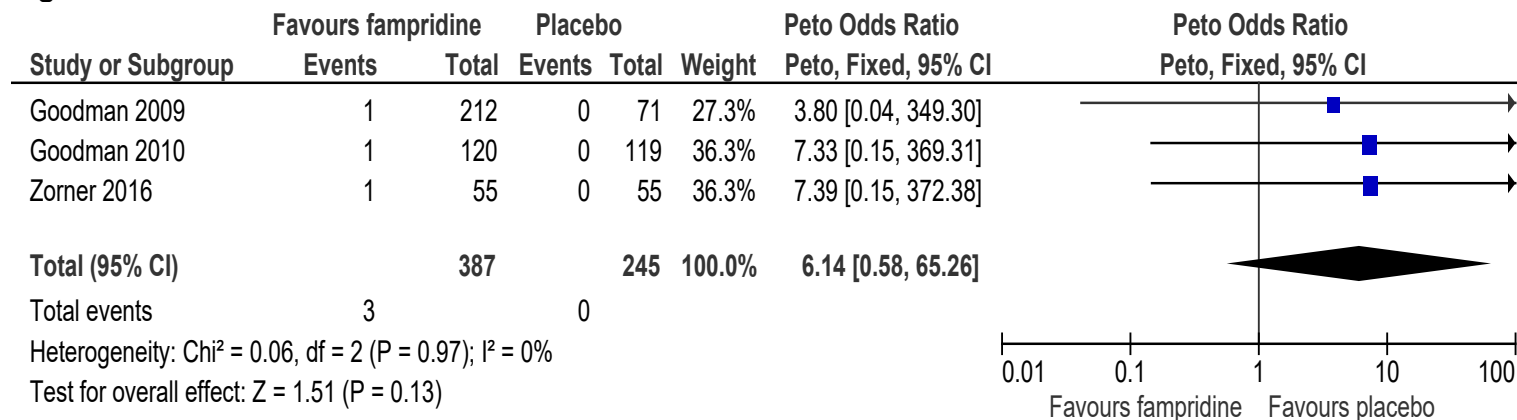 Favours fampridine Placebo Peto Odds Ratio Peto Odds Ratio
Study or Subgroup Events Total Events Total Weight Peto, Fixed, 95% CI Peto, Fixed, 95% CI
Goodman 2009 1 212 0 71 27.3% 3.80 [0.04, 349.30]
Goodman 2010 1 120 0 119 36.3% 7.33 [0.15, 369.31]
Zorner 2016 1 55 0 55 36.3% 7.39 [0.15, 372.38]
Total (95% CI) 387 245 100.0% 6.14 [0.58, 65.26]
Total events 3 0
Heterogeneity: Chi² = 0.06, df = 2 (P = 0.97); I² = 0%
Test for overall effect: Z = 1.51 (P = 0.13)
0.01 0.1 1 10 100
Favours fampridine Favours placebo